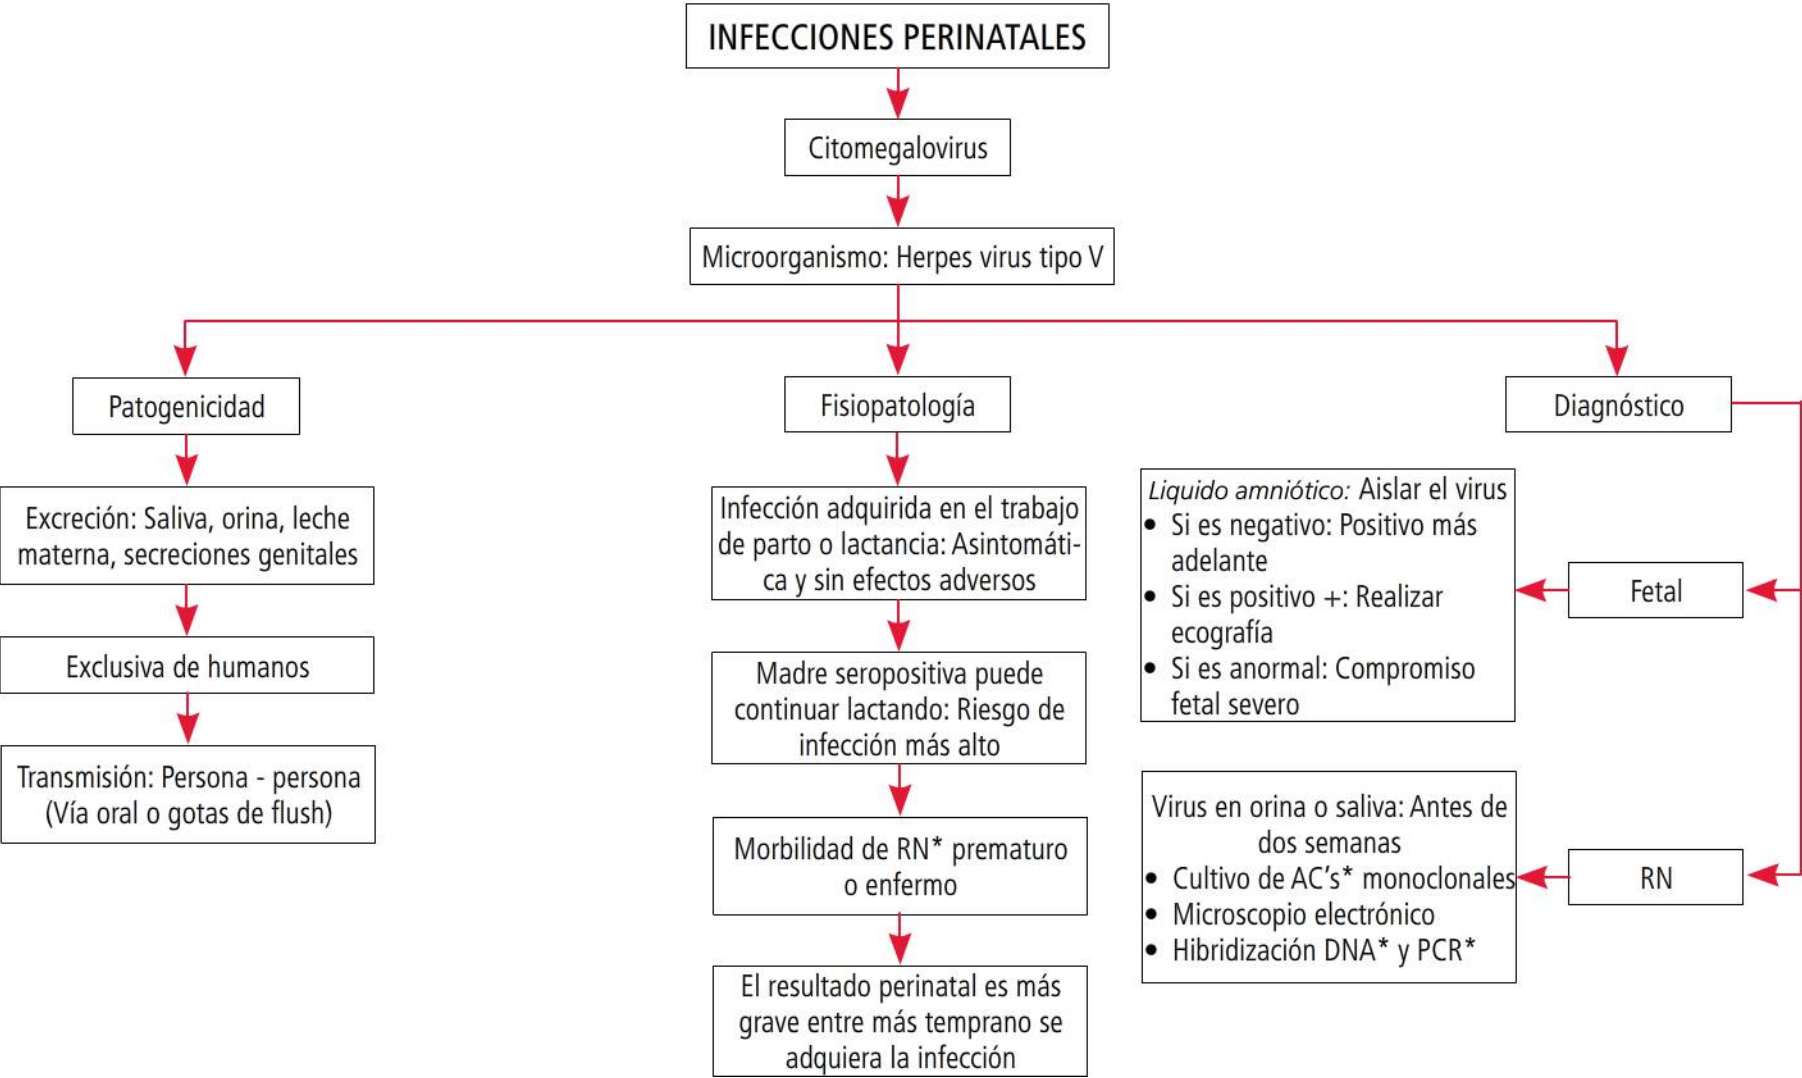 INFECCIONES PERINATALES
Citomegalovirus
Microorganismo: Herpes virus tipo V
Patogenicidad
Excreción: Saliva, orina, leche
materna, secreciones genitales
Exclusiva de humanos
Transmisión: Persona - persona
(Vía oral o gotas de flush)
Fisiopatología
Infección adquirida en el trabajo
de parto o lactancia: Asintomáti-
ca y sin efectos adversos
Madre seropositiva puede
continuar lactando: Riesgo de
infección más alto
Morbilidad de RN* prematuro
o enfermo
El resultado perinatal es más
grave entre más temprano se
adquiera la infección
Diagnóstico
Fetal
Liquido amniótico: Aislar el virus
• Si es negativo: Positivo más
adelante
• Si es positivo +: Realizar
ecografía
• Si es anormal: Compromiso
fetal severo
RN
Virus en orina o saliva: Antes de
dos semanas
• Cultivo de AC’s* monoclonales
• Microscopio electrónico
• Hibridización DNA* y PCR*